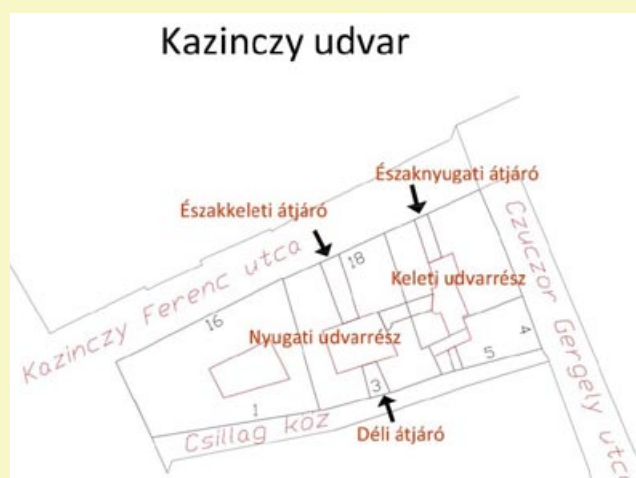 Kazinczy udvar
Északnyugati átjáró
Északkeleti átjáró
Kazinczy Ferenc utca
18
16
Keleti udvarrész
Czuczor Gergely utca
Nyugati udvarrész
4
5
3
1
Csillag köz
Déli átjáró